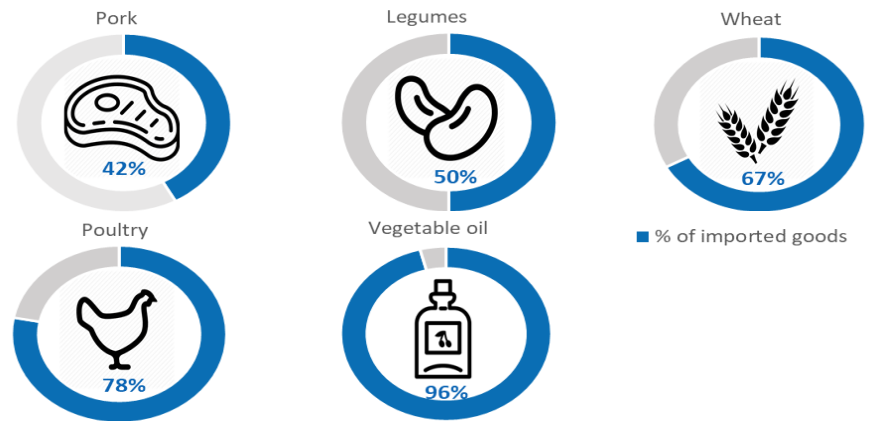 Pork
42%
Legumes
50%
Wheat
67%
Poultry
78%
Vegetable oil
96%
% of imported goods